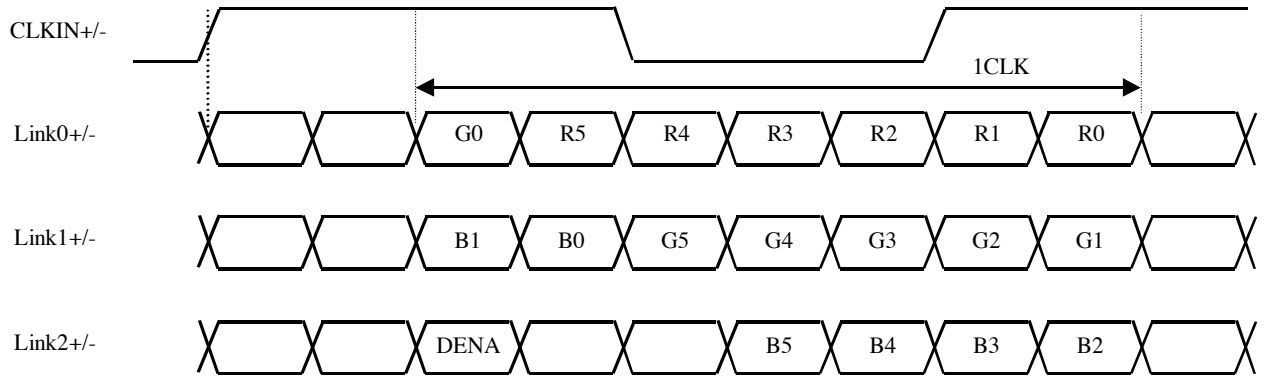 CLKIN+/-
1CLK
Link0+/- G0 R5 R4 R3 R2 R1 R0
Link1+/- B1 B0 G5 G4 G3 G2 G1
Link2+/- DENA B5 B4 B3 B2